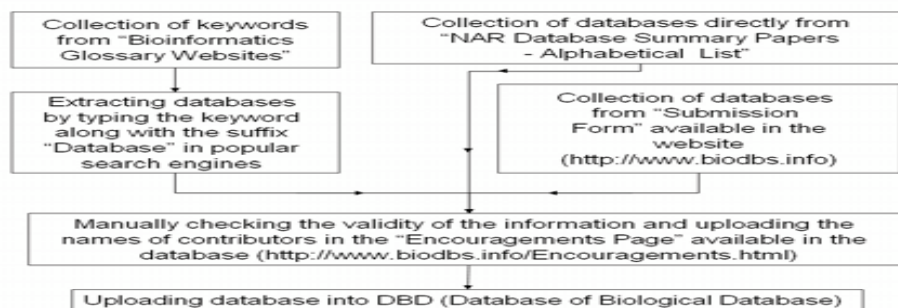 Collection of keywords
from “Bioinformatics
Glossary Websites”
Collection of databases directly from
“NAR Database Summary Papers
- Alphabetical List”
Extracting databases
by typing the keyword
along with the suffix
“Database” in popular
search engines
Collection of databases
from “Submission
Form” available in the
website
(http://www.biodbs.info)
Manually checking the validity of the information and uploading the
names of contributors in the “Encouragements Page” available in the
database (http://www.biodbs.info/Encouragements.html)
Uploading database into DBD (Database of Biological Database)